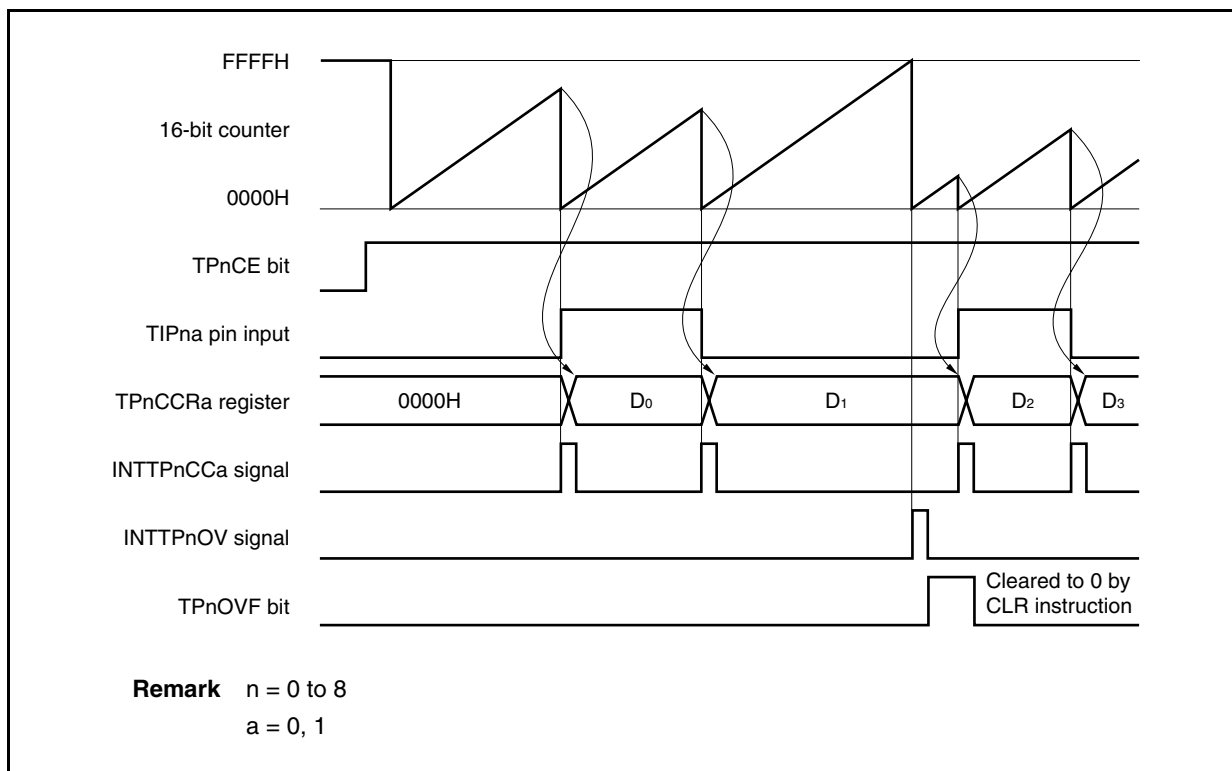 FFFFH
16-bit counter
0000H
TPnCE bit
TIPna pin input
TPnCCRa register
0000H
D0
D1
D2
D3
INTTPnCCa signal
INTTPnOV signal
TPnOVF bit
Cleared to 0 by
CLR instruction
Remark n = 0 to 8
a = 0, 1